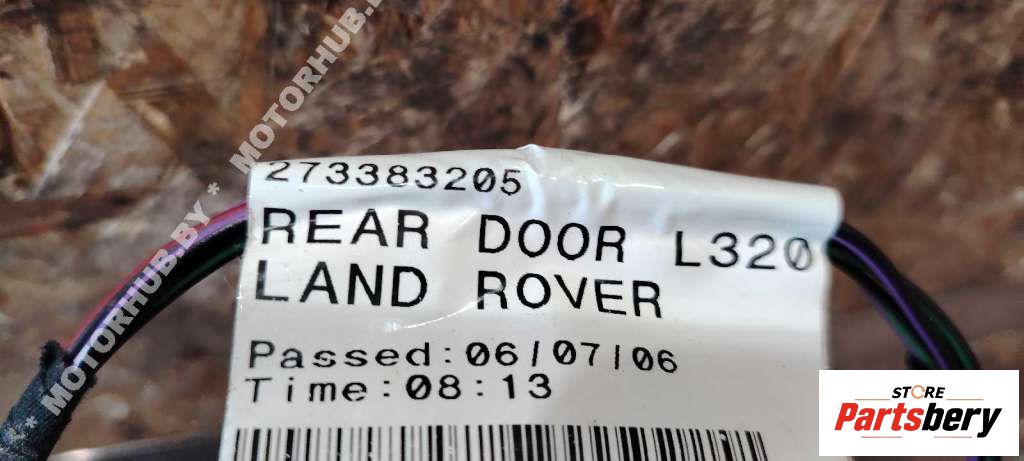 * MOTORHUB.BY * MOTORHUB.BY
273383205
REAR DOOR L320
LAND ROVER
Passed:06/07/06
Time:08:13
STORE
Partsbery